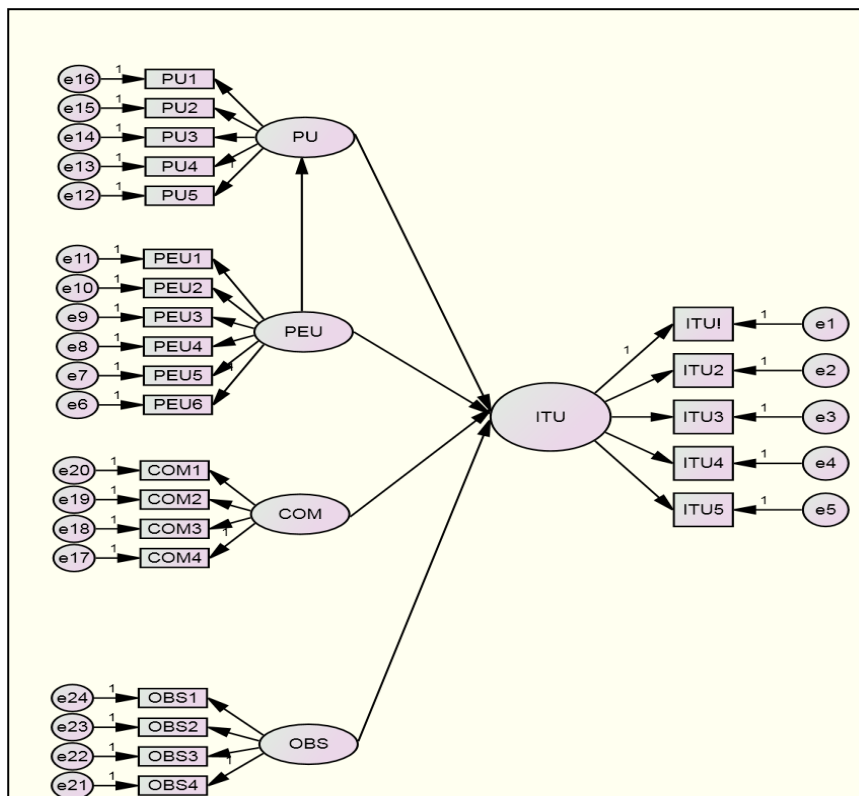 e16 1 PU1
e15 1 PU2
e14 1 PU3 PU
e13 1 PU4 1
e12 1 PU5
e11 1 PEU1
e10 1 PEU2
e9 1 PEU3 PEU
e8 1 PEU4
e7 1 PEU5 1
e6 1 PEU6
ITU! 1 e1
1
ITU2 1 e2
ITU ITU3 1 e3
ITU4 1 e4
ITU5 1 e5
e20 1 COM1
e19 1 COM2 COM
e18 1 COM3 1
e17 1 COM4
e24 1 OBS1
e23 1 OBS2 OBS
e22 1 OBS3 1
e21 1 OBS4